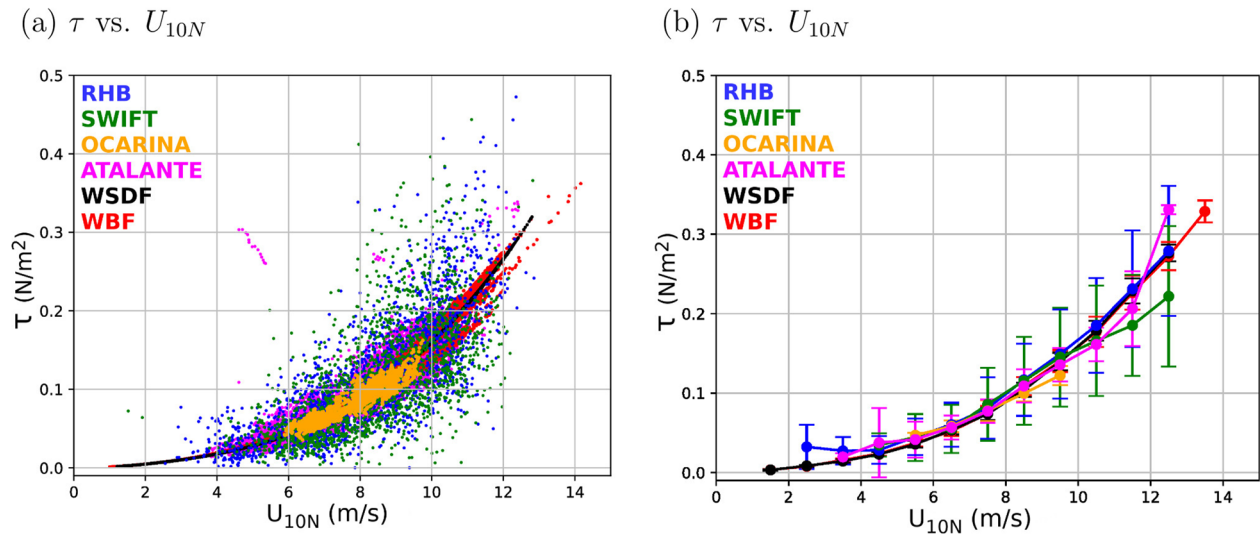 (a) τ vs. U10N
0.5
0.4
0.3
0.2
0.1
0.0
τ (N/m²)
RHB
SWIFT
OCARINA
ATALANTE
WSDF
WBF
0 2 4 6 8 10 12 14
U10N (m/s)
(b) τ vs. U10N
0.5
0.4
0.3
0.2
0.1
0.0
τ (N/m²)
RHB
SWIFT
OCARINA
ATALANTE
WSDF
WBF
0 2 4 6 8 10 12 14
U10N (m/s)